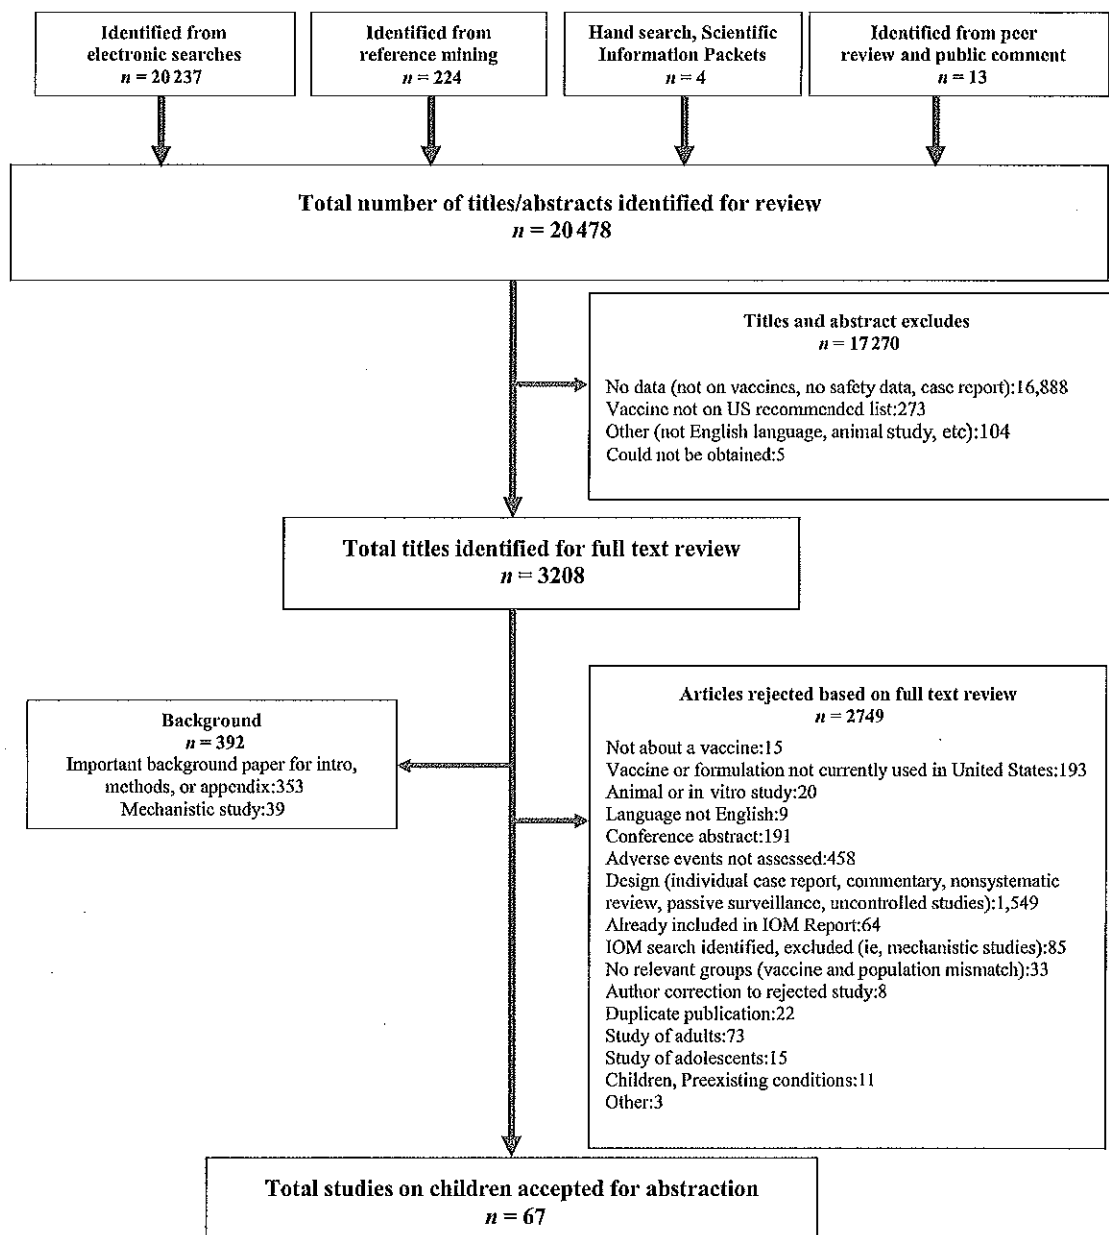 Identified from
electronic searches
n = 20 237
Identified from
reference mining
n = 224
Hand search, Scientific
Information Packets
n = 4
Identified from peer
review and public comment
n = 13
Total number of titles/abstracts identified for review
n = 20 478
Titles and abstract excludes
n = 17 270
No data (not on vaccines, no safety data, case report):16,888
Vaccine not on US recommended list:273
Other (not English language, animal study, etc):104
Could not be obtained:5
Total titles identified for full text review
n = 3208
Background
n = 392
Important background paper for intro,
methods, or appendix:353
Mechanistic study:39
Articles rejected based on full text review
n = 2749
Not about a vaccine:15
Vaccine or formulation not currently used in United States:193
Animal or in vitro study:20
Language not English:9
Conference abstract:191
Adverse events not assessed:458
Design (individual case report, commentary, nonsystematic
review, passive surveillance, uncontrolled studies):1,549
Already included in IOM Report:64
IOM search identified, excluded (ie, mechanistic studies):85
No relevant groups (vaccine and population mismatch):33
Author correction to rejected study:8
Duplicate publication:22
Study of adults:73
Study of adolescents:15
Children, Preexisting conditions:11
Other:3
Total studies on children accepted for abstraction
n = 67